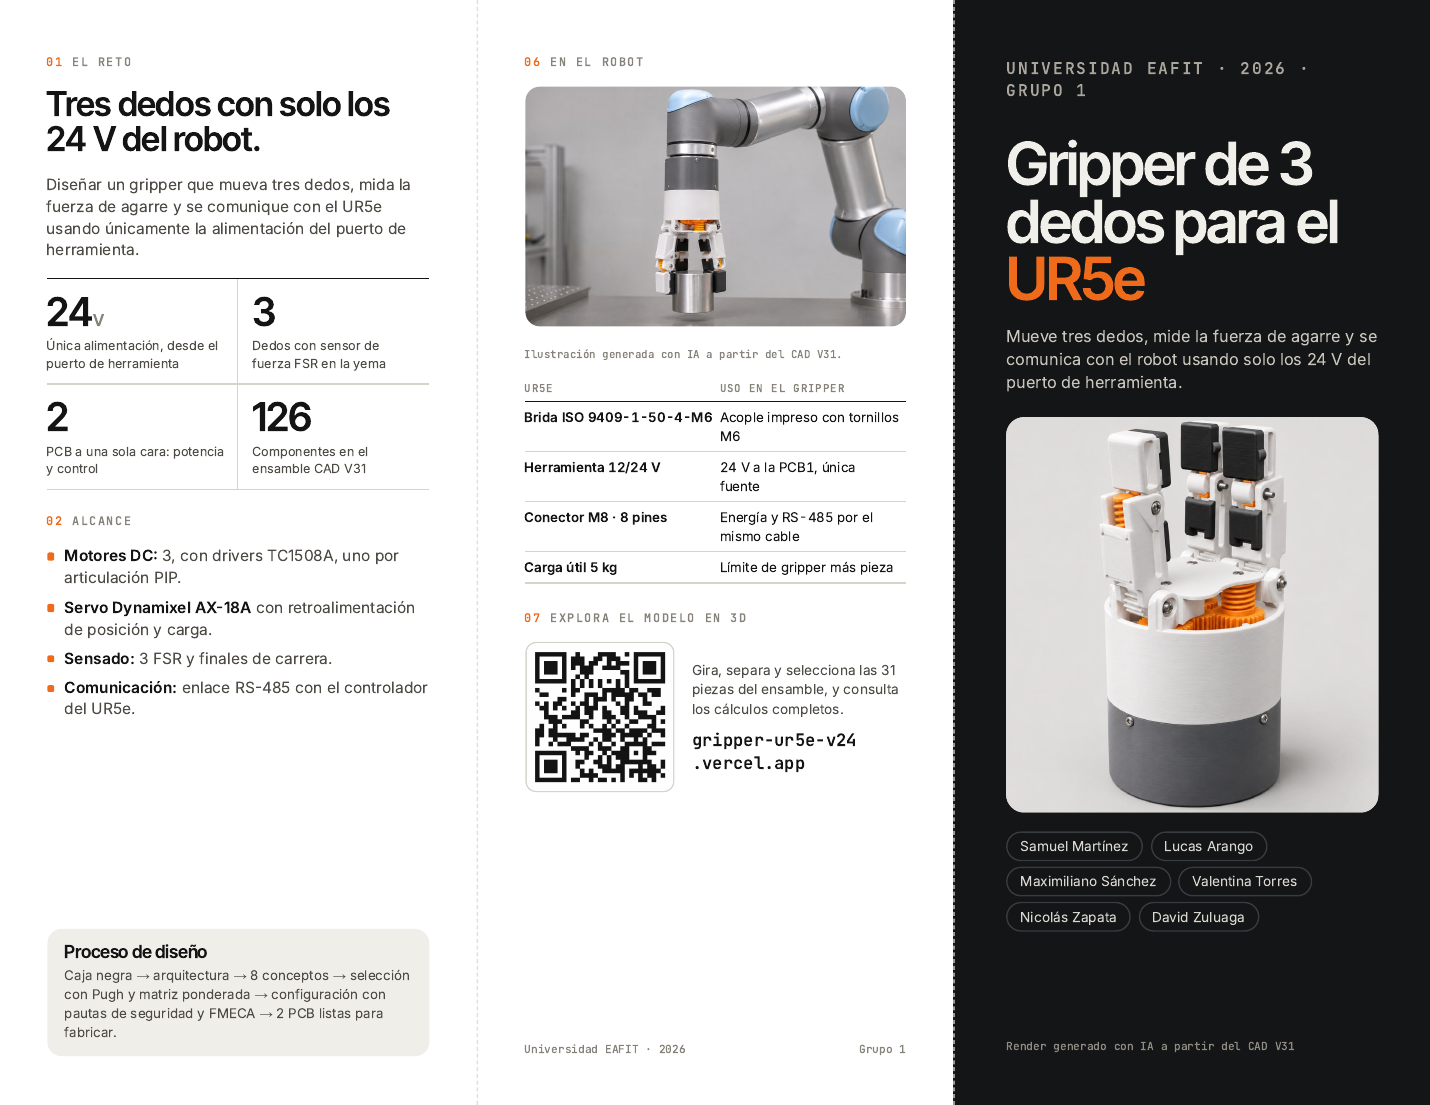 01 EL RETO
Tres dedos con solo los
24 V del robot.
Diseñar un gripper que mueva tres dedos, mida la
fuerza de agarre y se comunique con el UR5e
usando únicamente la alimentación del puerto de
herramienta.
24V
Única alimentación, desde el
puerto de herramienta
3
Dedos con sensor de
fuerza FSR en la yema
2
PCB a una sola cara: potencia
y control
126
Componentes en el
ensamble CAD V31
02 ALCANCE
Motores DC: 3, con drivers TC1508A, uno por
articulación PIP.
Servo Dynamixel AX-18A con retroalimentación
de posición y carga.
Sensado: 3 FSR y finales de carrera.
Comunicación: enlace RS-485 con el controlador
del UR5e.
Proceso de diseño
Caja negra → arquitectura → 8 conceptos → selección
con Pugh y matriz ponderada → configuración con
pautas de seguridad y FMECA → 2 PCB listas para
fabricar.
06 EN EL ROBOT
Ilustración generada con IA a partir del CAD V31.
UR5E USO EN EL GRIPPER
Brida ISO 9409-1-50-4-M6 Acople impreso con tornillos
M6
Herramienta 12/24 V 24 V a la PCB1, única
fuente
Conector M8 · 8 pines Energía y RS-485 por el
mismo cable
Carga útil 5 kg Límite de gripper más pieza
07 EXPLORA EL MODELO EN 3D
Gira, separa y selecciona las 31
piezas del ensamble, y consulta
los cálculos completos.
gripper-ur5e-v24
.vercel.app
Universidad EAFIT · 2026 Grupo 1
UNIVERSIDAD EAFIT · 2026 ·
GRUPO 1
Gripper de 3
dedos para el
UR5e
Mueve tres dedos, mide la fuerza de agarre y se
comunica con el robot usando solo los 24 V del
puerto de herramienta.
Samuel Martínez Lucas Arango
Maximiliano Sánchez Valentina Torres
Nicolás Zapata David Zuluaga
Render generado con IA a partir del CAD V31